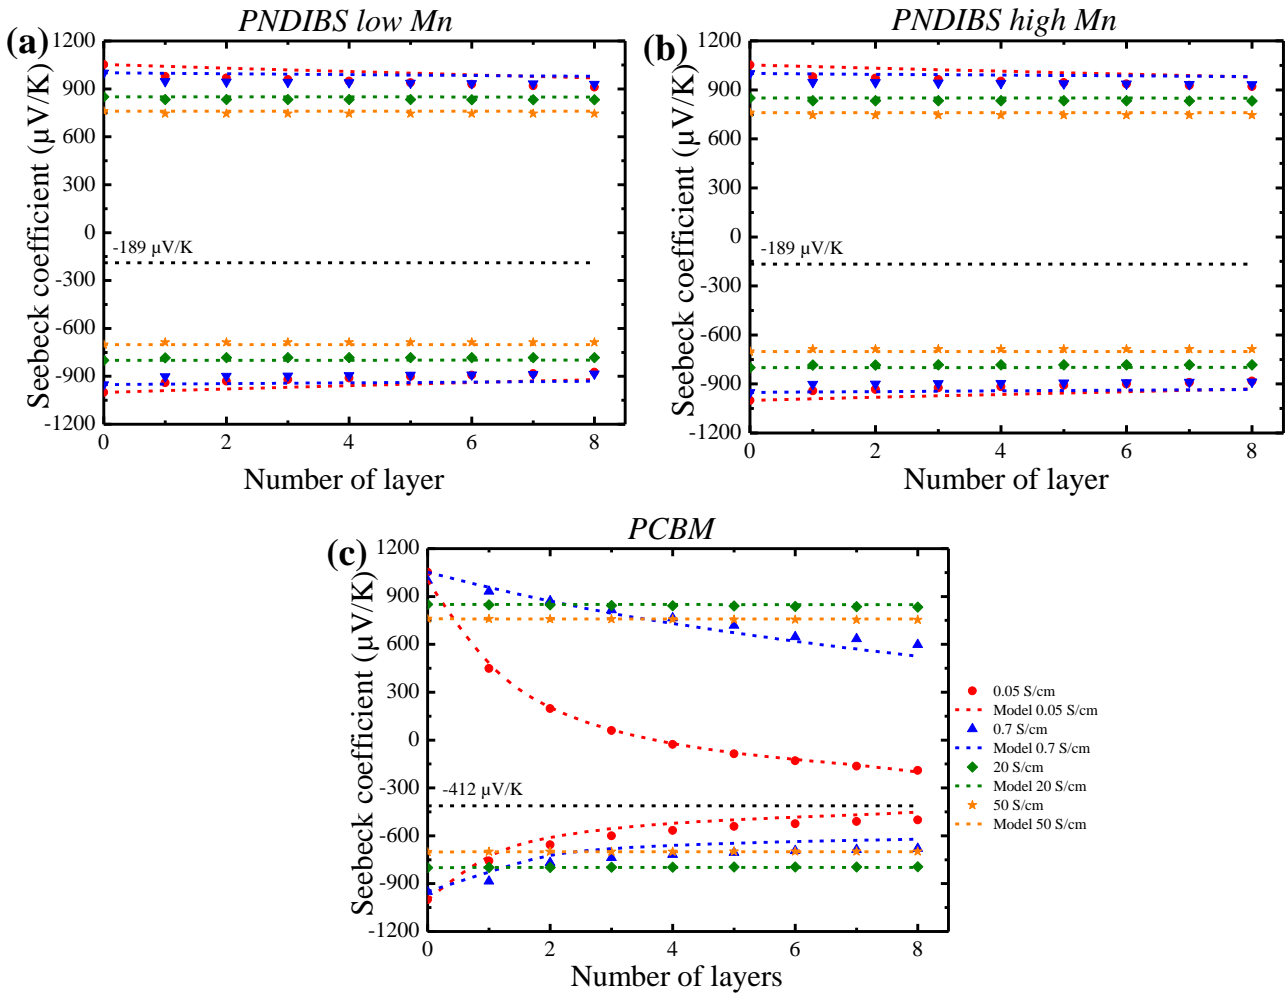 PNDIBS low Mn
(a)
Seebeck coefficient (µV/K)
1200
900
600
300
0
-300
-600
-900
-1200
-189 µV/K
0 2 4 6 8
Number of layer
PNDIBS high Mn
(b)
Seebeck coefficient (µV/K)
1200
900
600
300
0
-300
-600
-900
-1200
-189 µV/K
0 2 4 6 8
Number of layer
PCBM
(c)
Seebeck coefficient (µV/K)
1200
900
600
300
0
-300
-600
-900
-1200
-412 µV/K
0 2 4 6 8
Number of layers
0.05 S/cm
Model 0.05 S/cm
0.7 S/cm
Model 0.7 S/cm
20 S/cm
Model 20 S/cm
50 S/cm
Model 50 S/cm